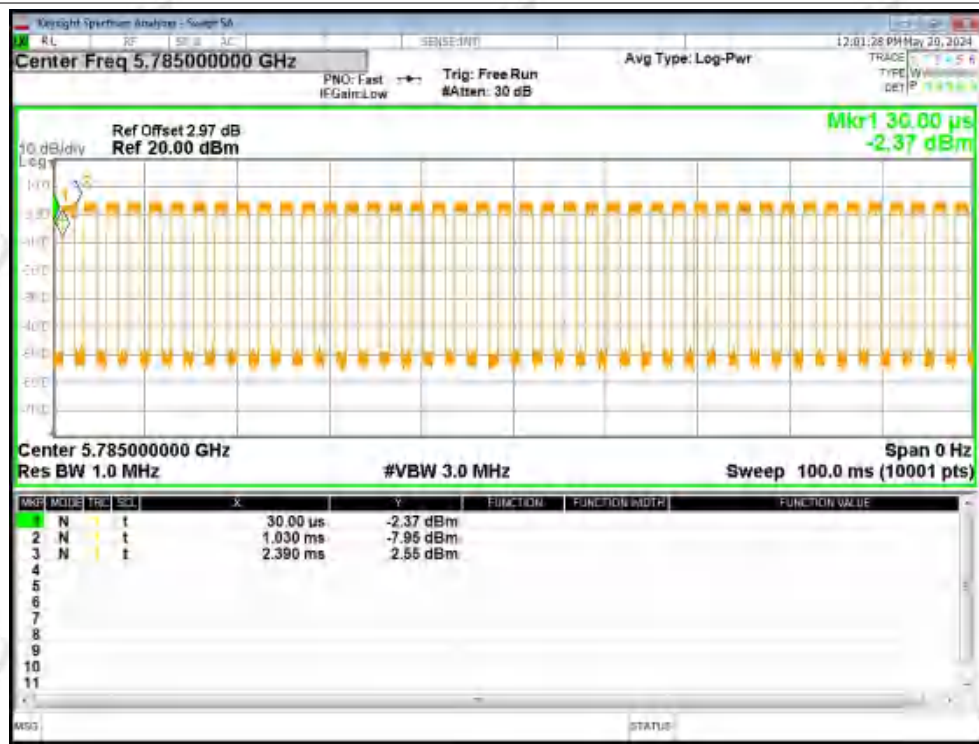 Keysight Spectrum Analyzer - Swept SA
RL RF AC SENSE:INT 12:01:28 PM May 20, 2024
Center Freq 5.785000000 GHz Avg Type: Log-Pwr TRACE
PNO: Fast Trig: Free Run TYPE W
IFGain:Low #Atten: 30 dB DET P
Mkr1 30.00 µs
Ref Offset 2.97 dB -2.37 dBm
10 dB/div Ref 20.00 dBm
Log
1
Center 5.785000000 GHz Span 0 Hz
Res BW 1.0 MHz #VBW 3.0 MHz Sweep 100.0 ms (10001 pts)
MKR MODE TRC SCL X Y FUNCTION FUNCTION WIDTH FUNCTION VALUE
1 N 1 t 30.00 µs -2.37 dBm
2 N 1 t 1.030 ms -7.95 dBm
3 N 1 t 2.390 ms 2.55 dBm
4
5
6
7
8
9
10
11
MSG STATUS